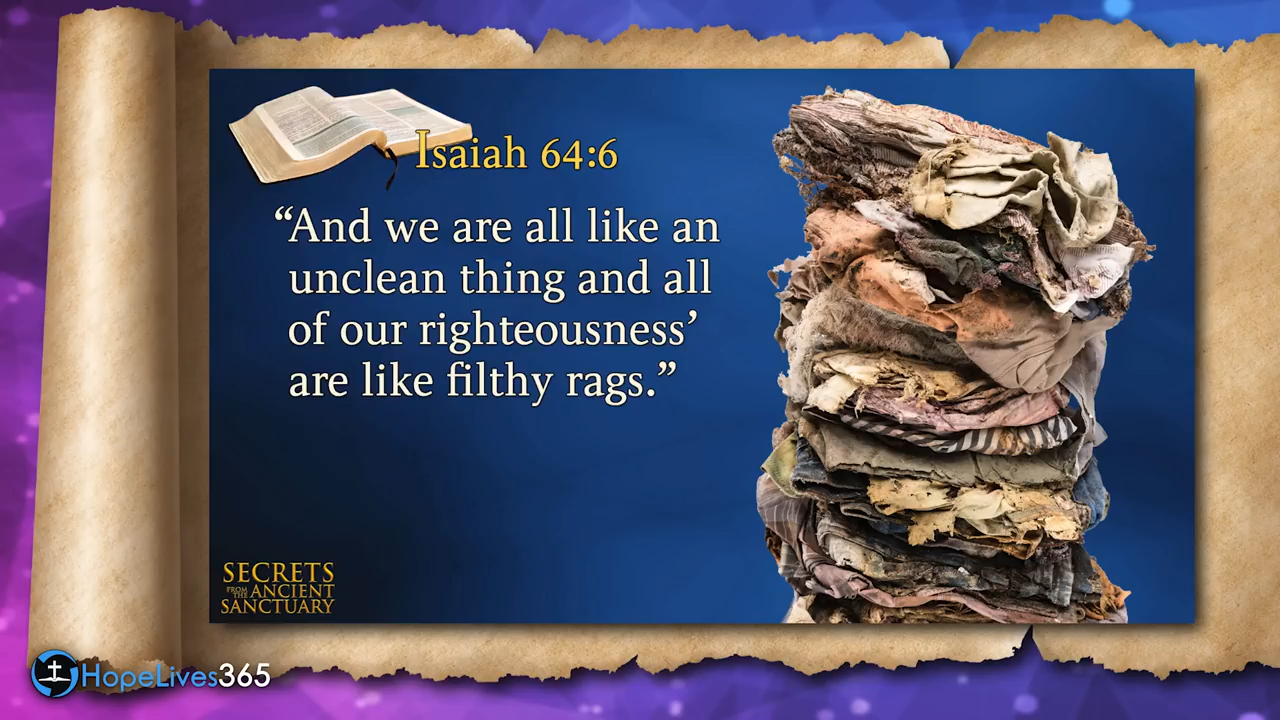 Isaiah 64:6
“And we are all like an
unclean thing and all
of our righteousness’
are like filthy rags.”
SECRETS
FROM THE ANCIENT
SANCTUARY
HopeLives365